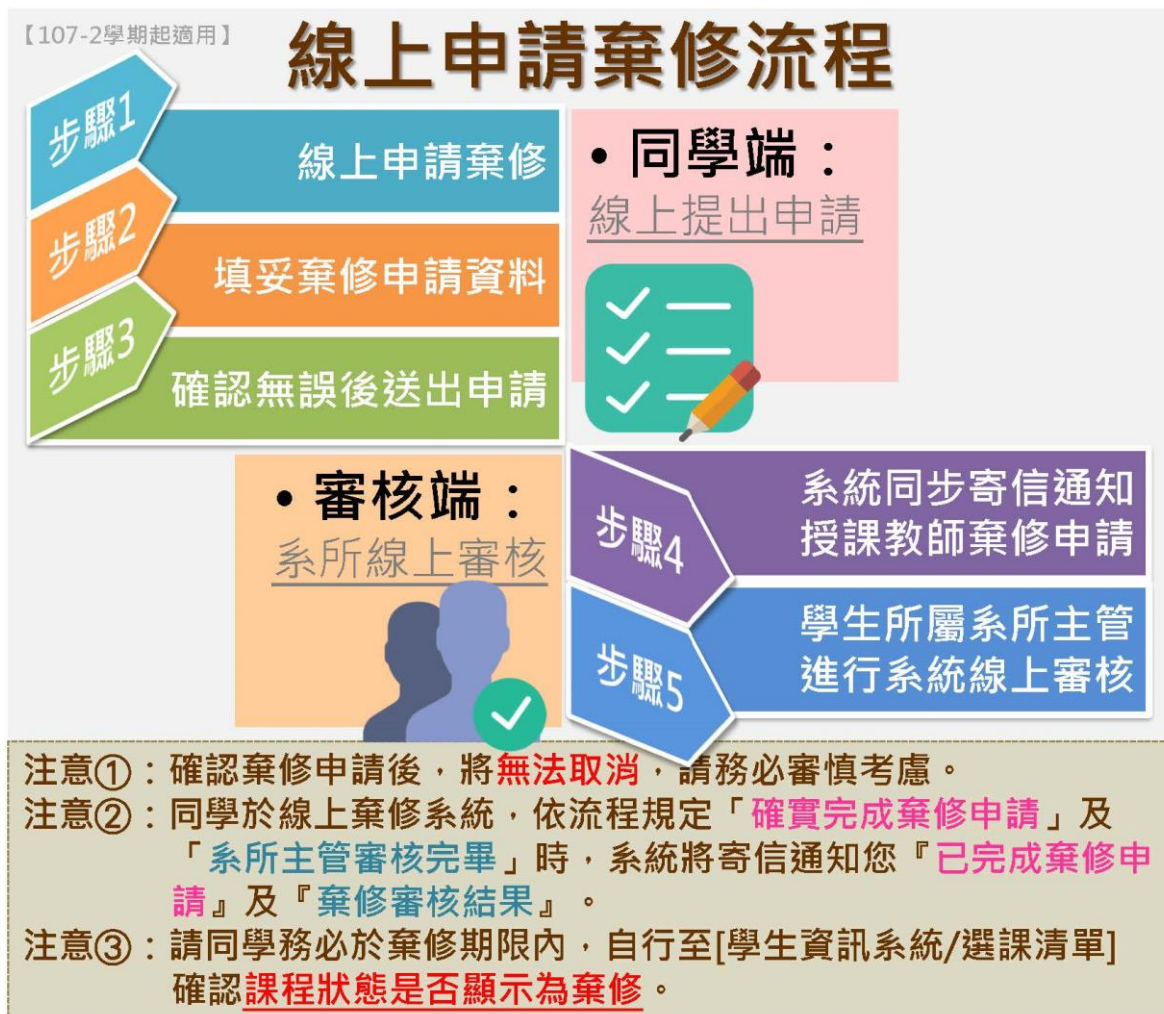 【107-2學期起適用】
線上申請棄修流程
步驟1
線上申請棄修
步驟2
填妥棄修申請資料
步驟3
確認無誤後送出申請
• 同學端：
線上提出申請
• 審核端：
系所線上審核
步驟4
系統同步寄信通知
授課教師棄修申請
步驟5
學生所屬系所主管
進行系統線上審核
注意①：確認棄修申請後，將無法取消，請務必審慎考慮。
注意②：同學於線上棄修系統，依流程規定「確實完成棄修申請」及
「系所主管審核完畢」時，系統將寄信通知您『已完成棄修申
請』及『棄修審核結果』。
注意③：請同學務必於棄修期限內，自行至[學生資訊系統/選課清單]
確認課程狀態是否顯示為棄修。